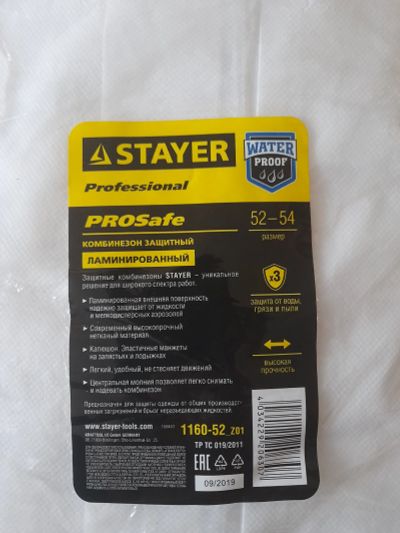 STAYER
WATER
PROOF
Professional
PROSafe
52–54
размер
КОМБИНЕЗОН ЗАЩИТНЫЙ
ЛАМИНИРОВАННЫЙ
Защитные комбинезоны STAYER – уникальное
решение для широкого спектра работ.
▸ Ламинированная внешняя поверхность
надежно защищает от жидкости
и мелкодисперсных аэрозолей
▸ Современный высокопрочный
нетканый материал
▸ Капюшон. Эластичные манжеты
на запястьях и лодыжках
▸ Легкий, удобный, не стесняет движений
▸ Центральная молния позволяет легко снимать
и надевать комбинезон
x3
защита от воды,
грязи и пыли
высокая
прочность
Предназначен для защиты одежды от общих производст-
венных загрязнений и брызг неразъедающих жидкостей.
www.stayer-tools.com
1160-52_z01
ТР ТС 019/2011
EAC
09/2019